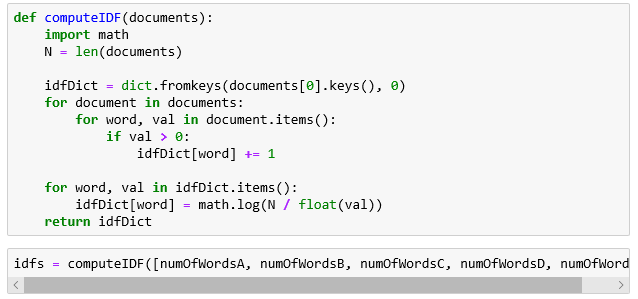 def computeIDF(documents):
    import math
    N = len(documents)

    idfDict = dict.fromkeys(documents[0].keys(), 0)
    for document in documents:
        for word, val in document.items():
            if val > 0:
                idfDict[word] += 1

    for word, val in idfDict.items():
        idfDict[word] = math.log(N / float(val))
    return idfDict
idfs = computeIDF([numOfWordsA, numOfWordsB, numOfWordsC, numOfWordsD, numOfWord